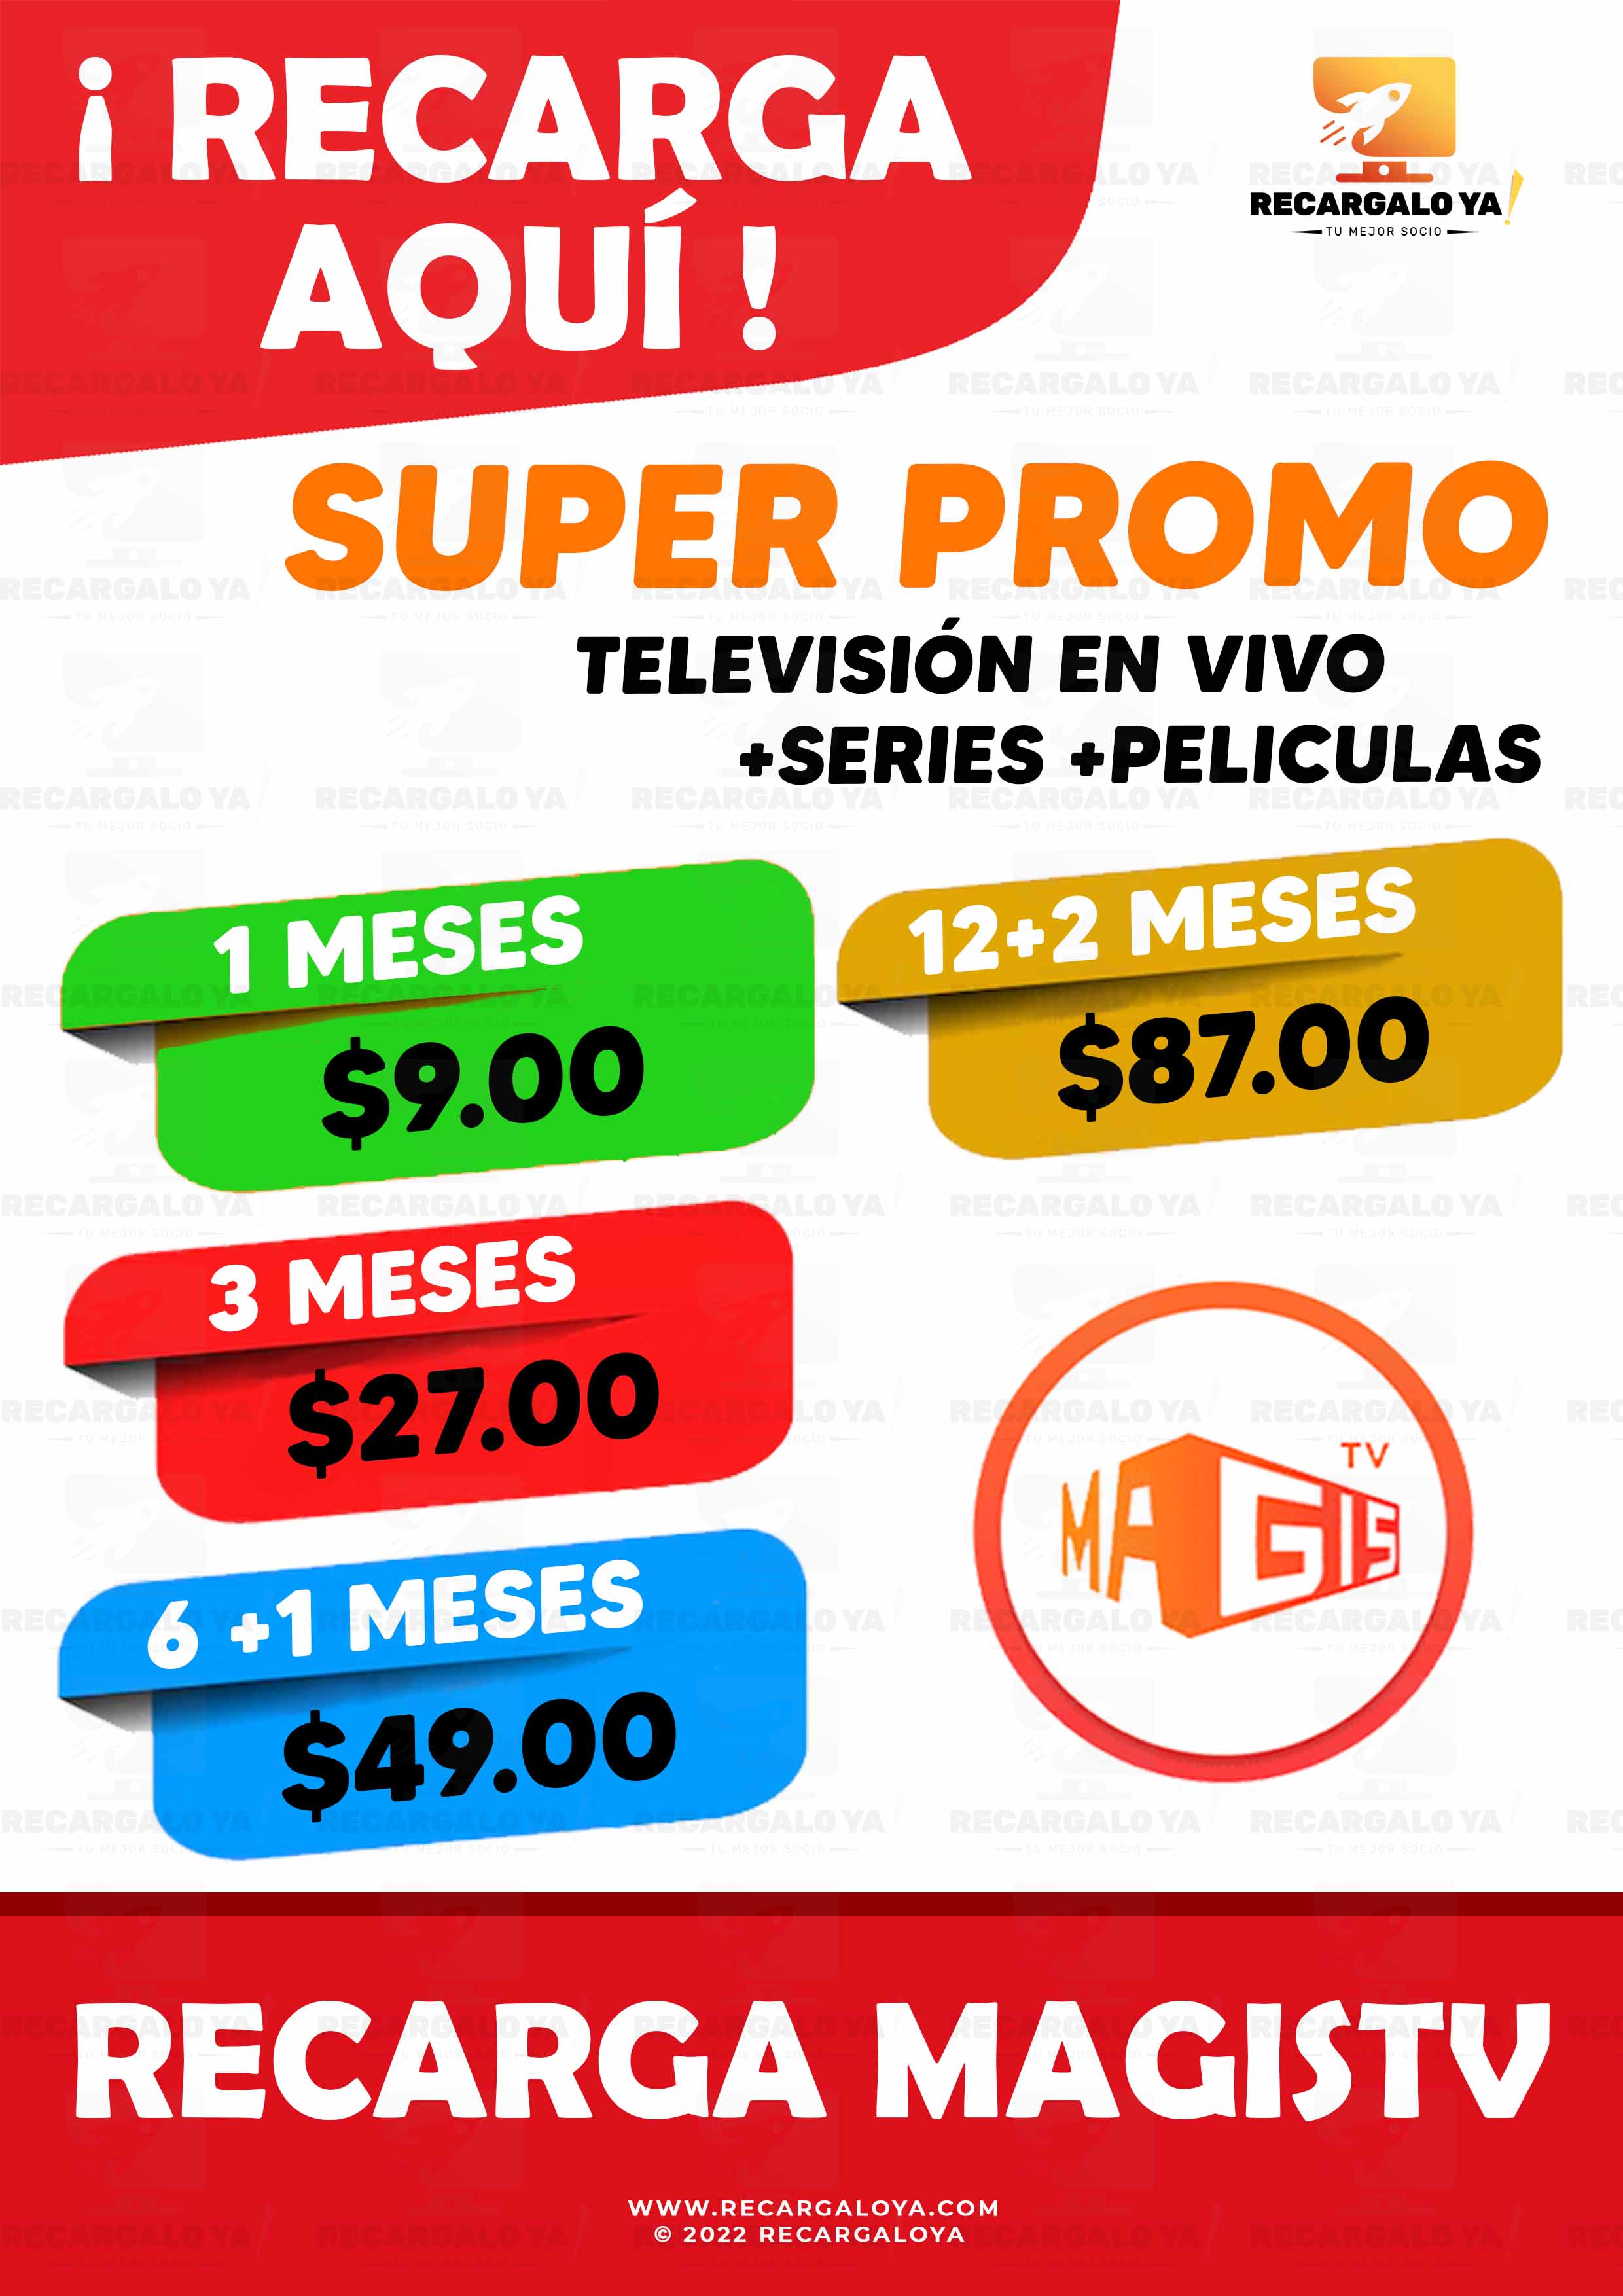 ¡ RECARGA
AQUÍ !
RECARGALO YA!
TU MEJOR SOCIO
SUPER PROMO
TELEVISIÓN EN VIVO
+SERIES +PELICULAS
1 MESES
$9.00
12+2 MESES
$87.00
3 MESES
$27.00
6 +1 MESES
$49.00
MAGIS
TV
RECARGA MAGISTV
WWW.RECARGALOYA.COM
© 2022 RECARGALOYA